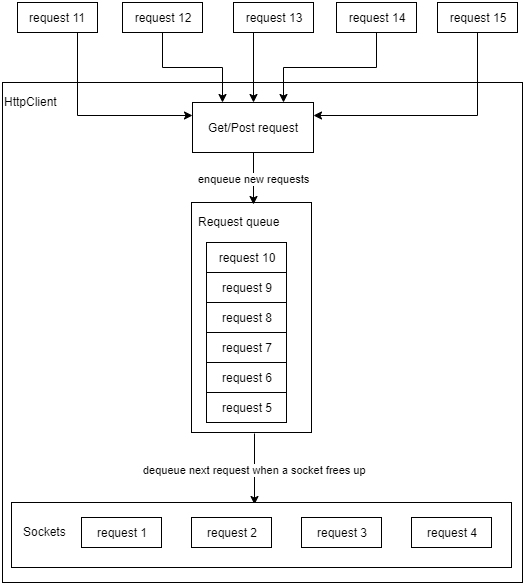 request 11
request 12
request 13
request 14
request 15
HttpClient
Get/Post request
enqueue new requests
Request queue
request 10
request 9
request 8
request 7
request 6
request 5
dequeue next request when a socket frees up
Sockets
request 1
request 2
request 3
request 4